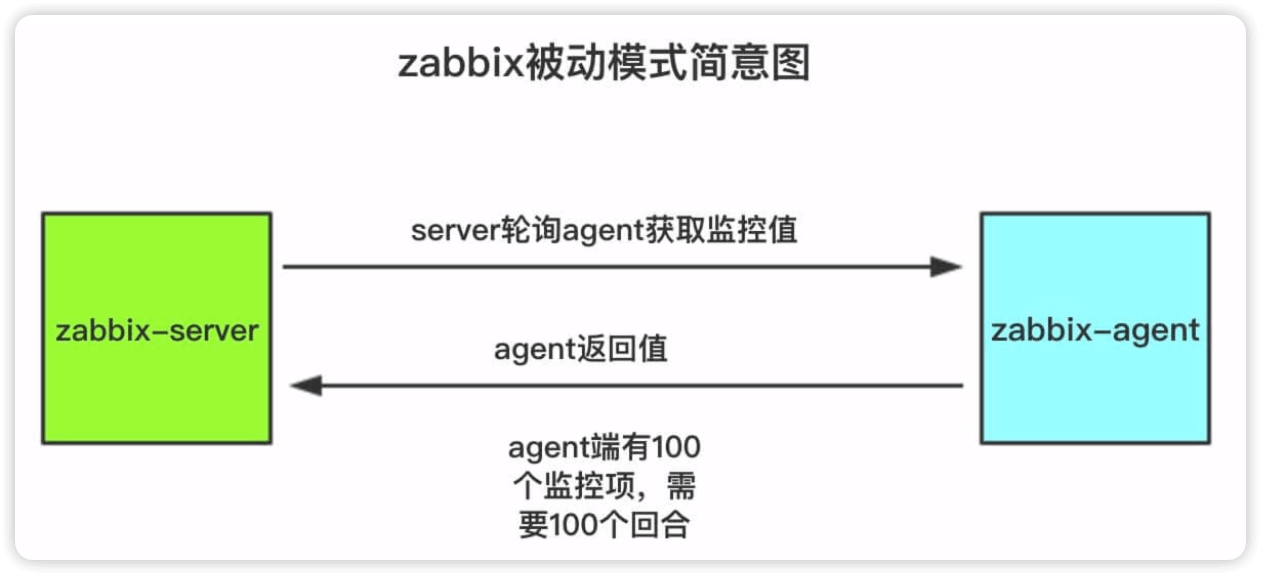 zabbix被动模式简意图
server轮询agent获取监控值
zabbix-server
zabbix-agent
agent返回值
agent端有100
个监控项，需
要100个回合